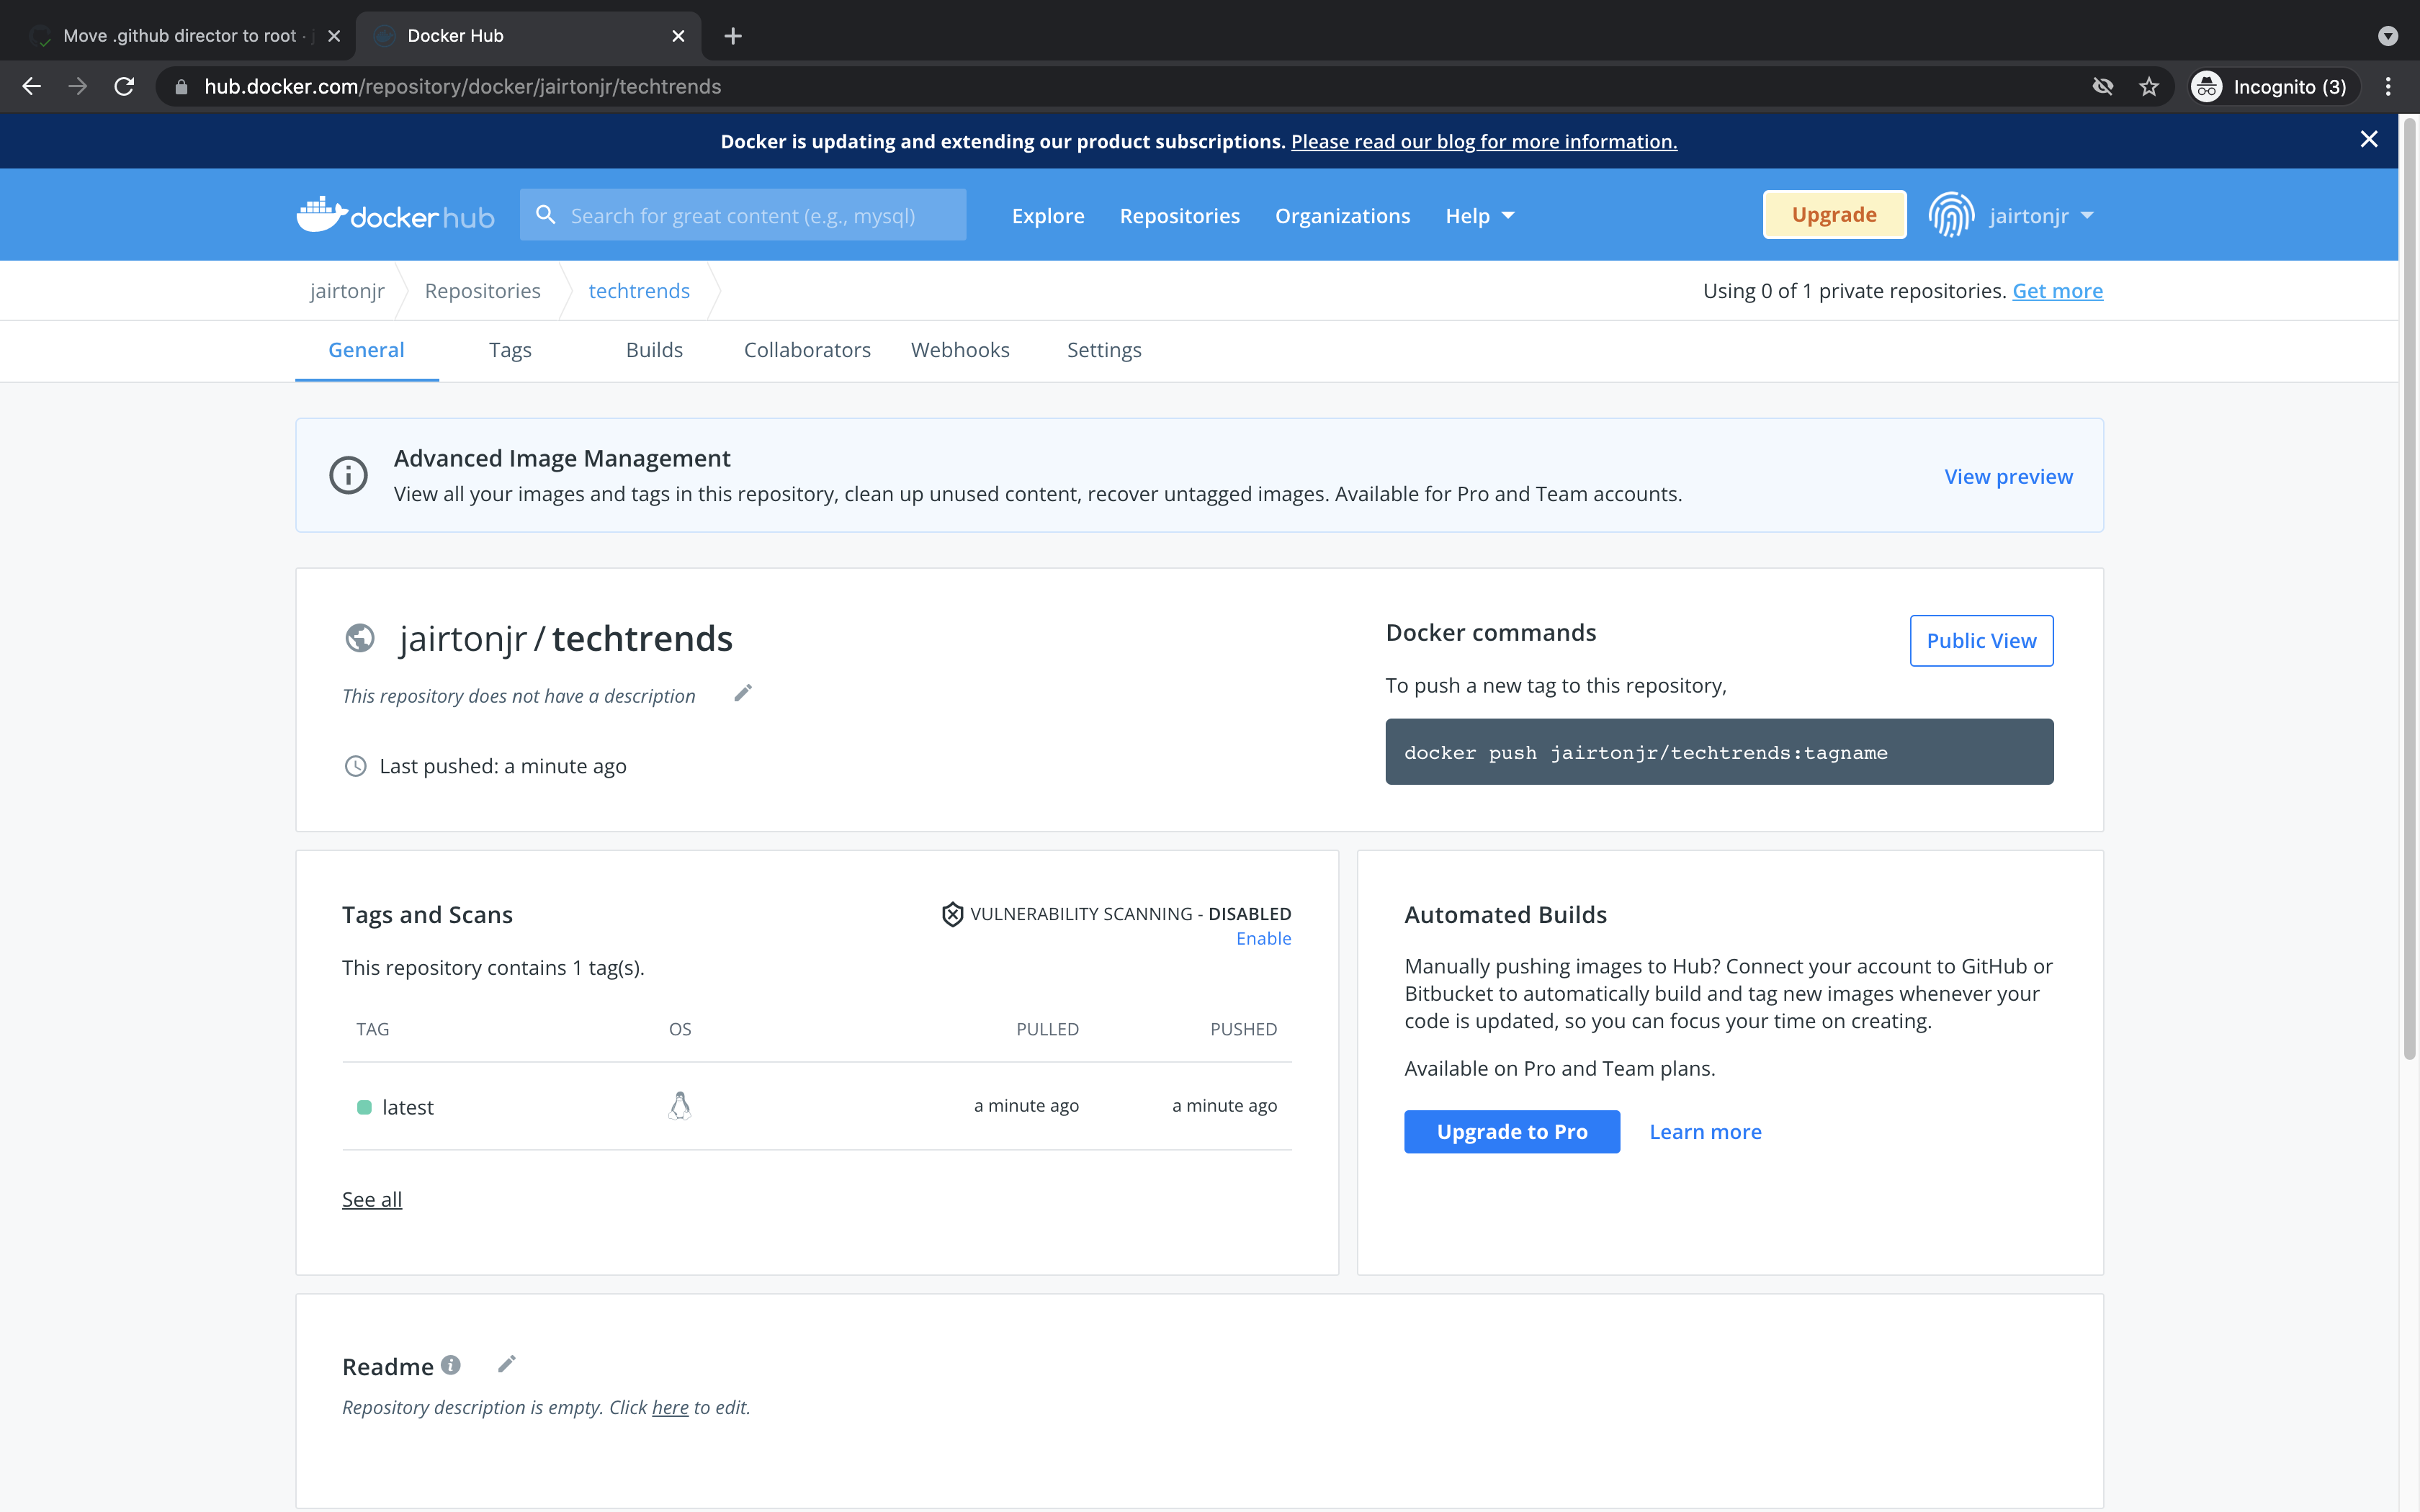 Move .github director to root ·
Docker Hub
hub.docker.com/repository/docker/jairtonjr/techtrends
Incognito (3)
Docker is updating and extending our product subscriptions. Please read our blog for more information.
dockerhub
Search for great content (e.g., mysql)
Explore
Repositories
Organizations
Help
Upgrade
jairtonjr
jairtonjr
Repositories
techtrends
Using 0 of 1 private repositories. Get more
General
Tags
Builds
Collaborators
Webhooks
Settings
Advanced Image Management
View all your images and tags in this repository, clean up unused content, recover untagged images. Available for Pro and Team accounts.
View preview
jairtonjr / techtrends
This repository does not have a description
Last pushed: a minute ago
Docker commands
Public View
To push a new tag to this repository,
docker push jairtonjr/techtrends:tagname
Tags and Scans
VULNERABILITY SCANNING - DISABLED
Enable
This repository contains 1 tag(s).
TAG OS PULLED PUSHED
latest a minute ago a minute ago
See all
Automated Builds
Manually pushing images to Hub? Connect your account to GitHub or
Bitbucket to automatically build and tag new images whenever your
code is updated, so you can focus your time on creating.
Available on Pro and Team plans.
Upgrade to Pro
Learn more
Readme
Repository description is empty. Click here to edit.